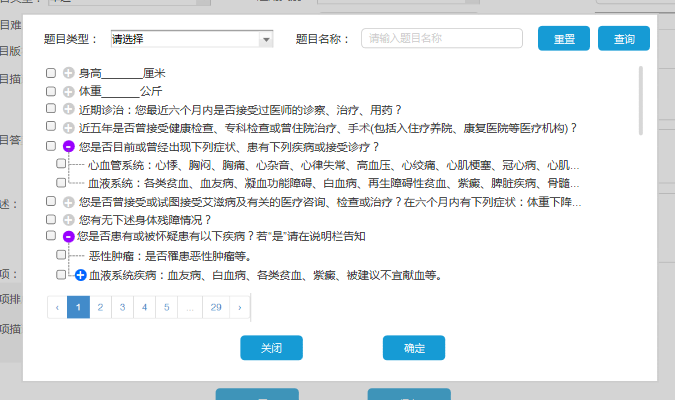 目难
目版
目描
目答
述：
项：
项排
项描
题目类型： 请选择 题目名称： 请输入题目名称 重置 查询
身高_______厘米
体重_______公斤
近期诊治：您最近六个月内是否接受过医师的诊察、治疗、用药？
近五年是否曾接受健康检查、专科检查或曾住院治疗、手术(包括入住疗养院、康复医院等医疗机构)？
您是否目前或曾经出现下列症状、患有下列疾病或接受诊疗？
心血管系统：心悸、胸闷、胸痛、心杂音、心律失常、高血压、心绞痛、心肌梗塞、冠心病、心肌...
血液系统：各类贫血、血友病、凝血功能障碍、白血病、再生障碍性贫血、紫癜、脾脏疾病、骨髓...
您是否曾接受或试图接受艾滋病及有关的医疗咨询、检查或治疗？在六个月内有下列症状：体重下降...
您有无下述身体残障情况？
您是否患有或被怀疑患有以下疾病？若“是”请在说明栏告知
恶性肿瘤：是否罹患恶性肿瘤等。
血液系统疾病：血友病、白血病、各类贫血、紫癜、被建议不宜献血等。
‹ 1 2 3 4 5 ... 29 ›
关闭 确定